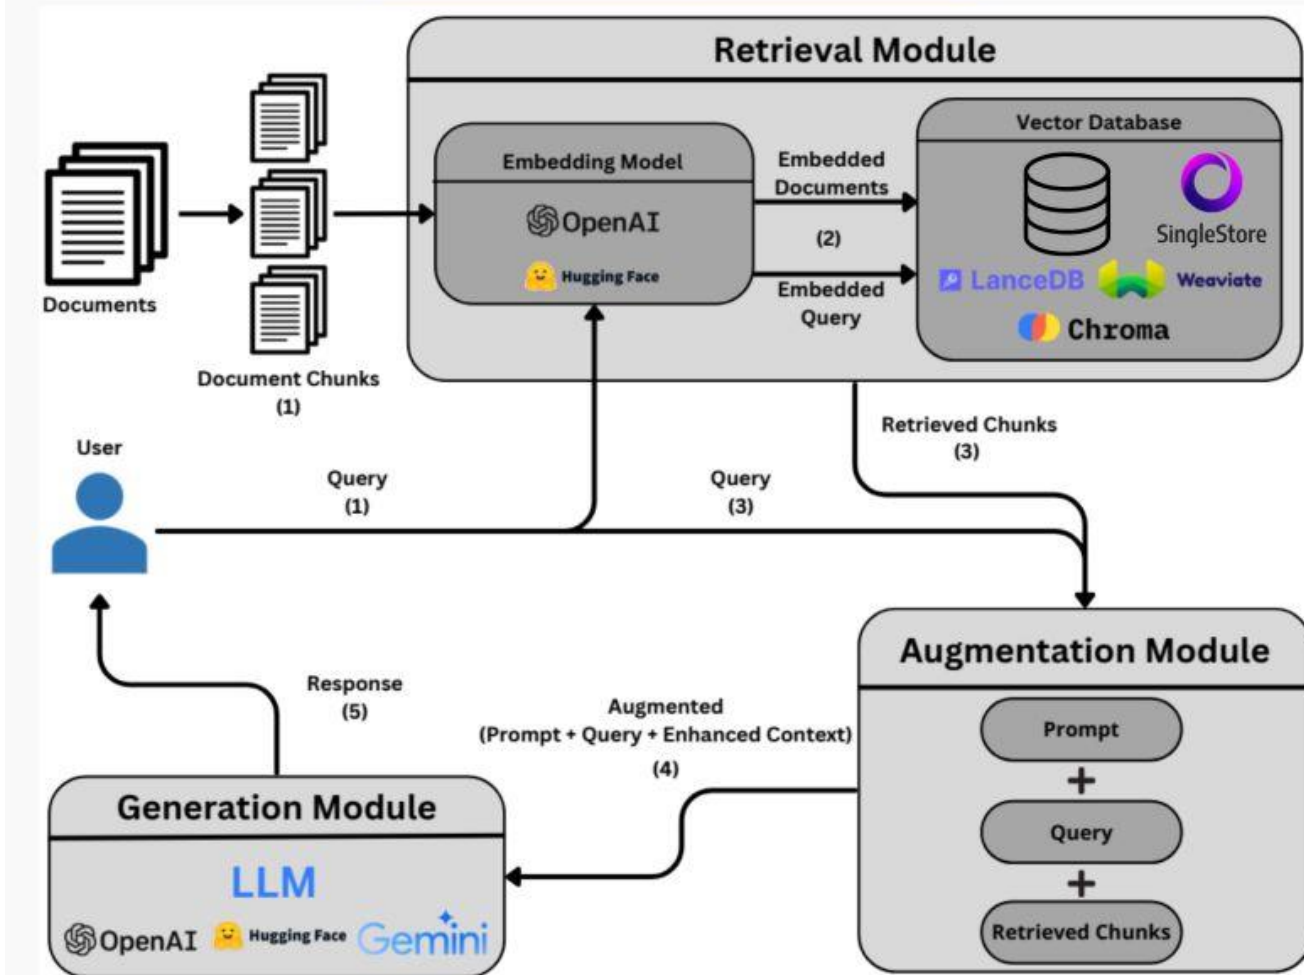 Retrieval Module
Vector Database
Embedding Model
Embedded
Documents
(2)
Embedded
Query
OpenAI
Hugging Face
SingleStore
LanceDB
Weaviate
Chroma
Documents
Document Chunks
(1)
Retrieved Chunks
(3)
User
Query
(1)
Query
(3)
Augmentation Module
Prompt
+
Query
+
Retrieved Chunks
Augmented
(Prompt + Query + Enhanced Context)
(4)
Response
(5)
Generation Module
LLM
OpenAI
Hugging Face
Gemini